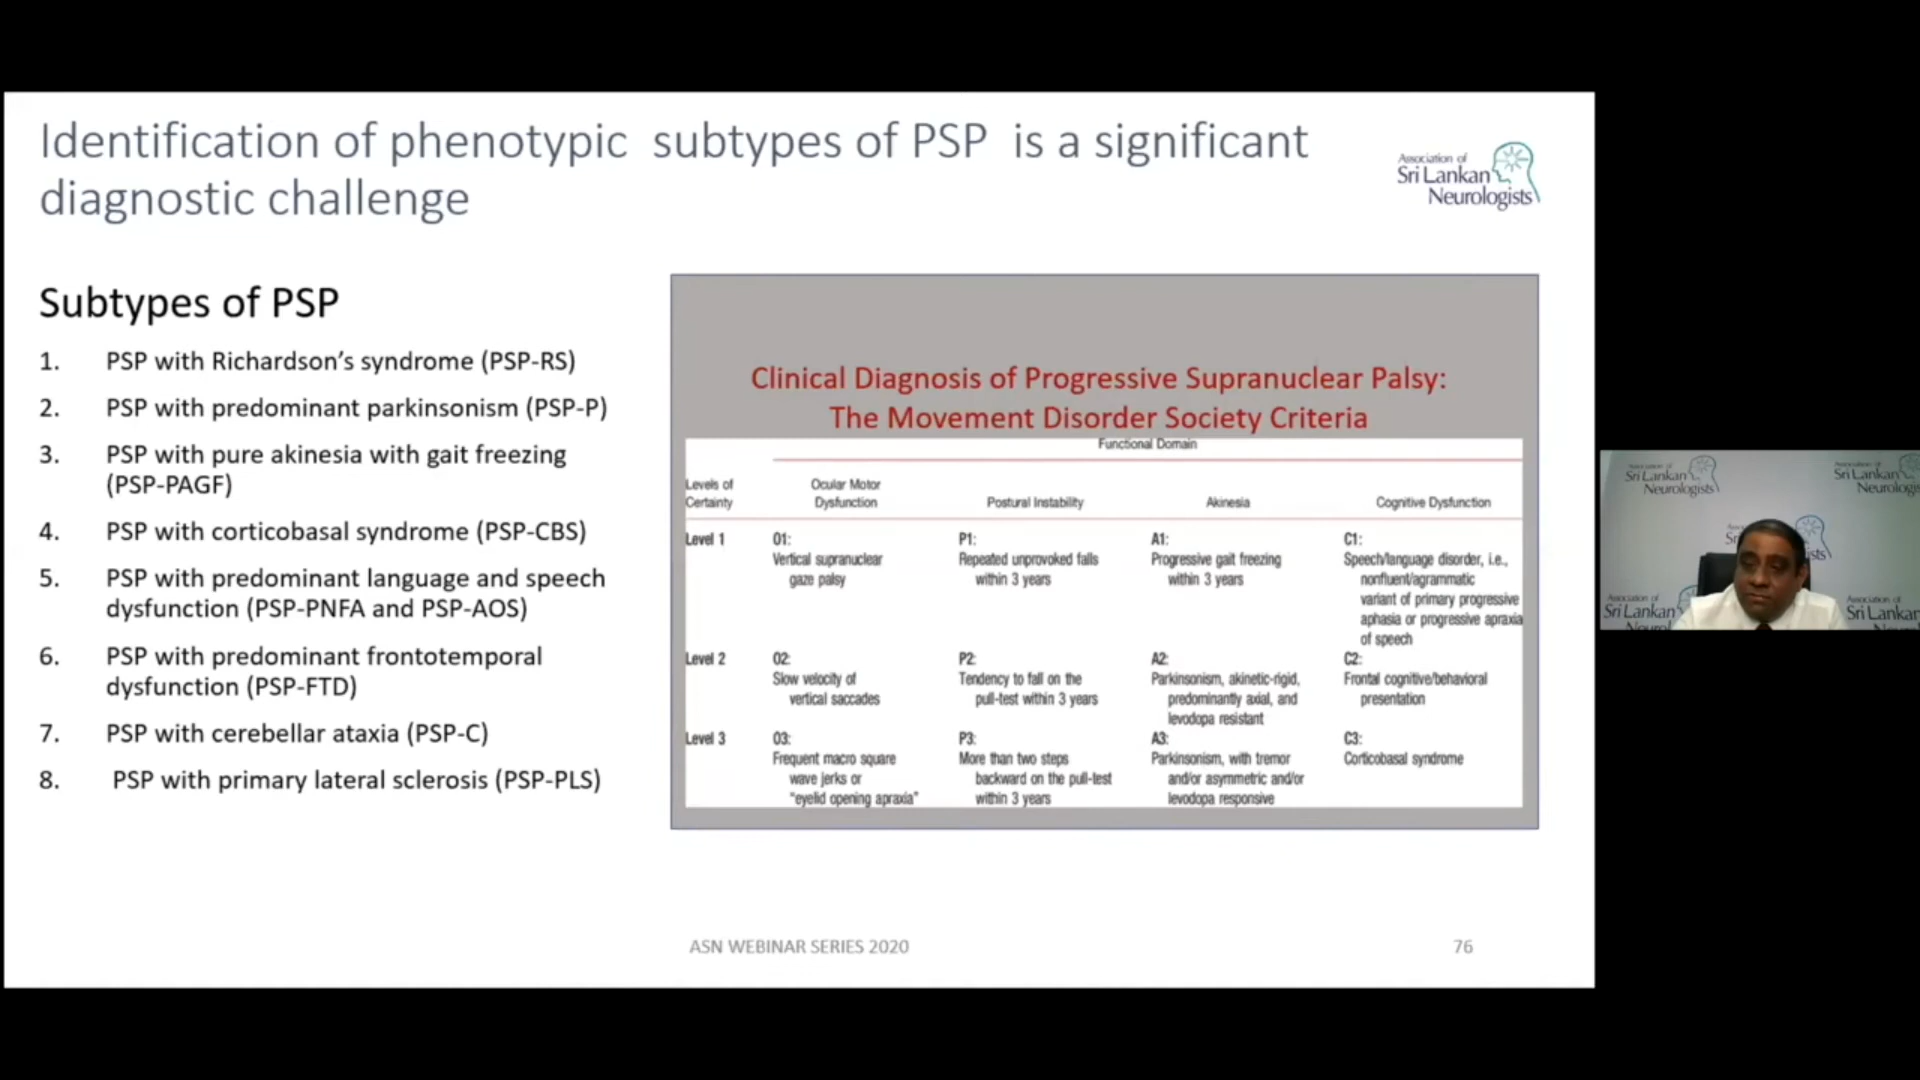 Identification of phenotypic subtypes of PSP is a significant
diagnostic challenge
Association of
Sri Lankan
Neurologists
Subtypes of PSP
1. PSP with Richardson’s syndrome (PSP-RS)
2. PSP with predominant parkinsonism (PSP-P)
3. PSP with pure akinesia with gait freezing
(PSP-PAGF)
4. PSP with corticobasal syndrome (PSP-CBS)
5. PSP with predominant language and speech
dysfunction (PSP-PNFA and PSP-AOS)
6. PSP with predominant frontotemporal
dysfunction (PSP-FTD)
7. PSP with cerebellar ataxia (PSP-C)
8. PSP with primary lateral sclerosis (PSP-PLS)
Clinical Diagnosis of Progressive Supranuclear Palsy:
The Movement Disorder Society Criteria
Functional Domain
Levels of Ocular Motor
Certainty Dysfunction Postural Instability Akinesia Cognitive Dysfunction
Level 1 O1: P1: A1: C1:
Vertical supranuclear Repeated unprovoked falls Progressive gait freezing Speech/language disorder, i.e.,
gaze palsy within 3 years within 3 years nonfluent/agrammatic
variant of primary progressive
aphasia or progressive apraxia
of speech
Level 2 O2: P2: A2: C2:
Slow velocity of Tendency to fall on the Parkinsonism, akinetic-rigid, Frontal cognitive/behavioral
vertical saccades pull-test within 3 years predominantly axial, and presentation
levodopa resistant
Level 3 O3: P3: A3: C3:
Frequent macro square More than two steps Parkinsonism, with tremor Corticobasal syndrome
wave jerks or backward on the pull-test and/or asymmetric and/or
“eyelid opening apraxia” within 3 years levodopa responsive
ASN WEBINAR SERIES 2020 76
Sri Lankan
Neurologists
Association of
Sri Lankan
Association of
Sri Lankan